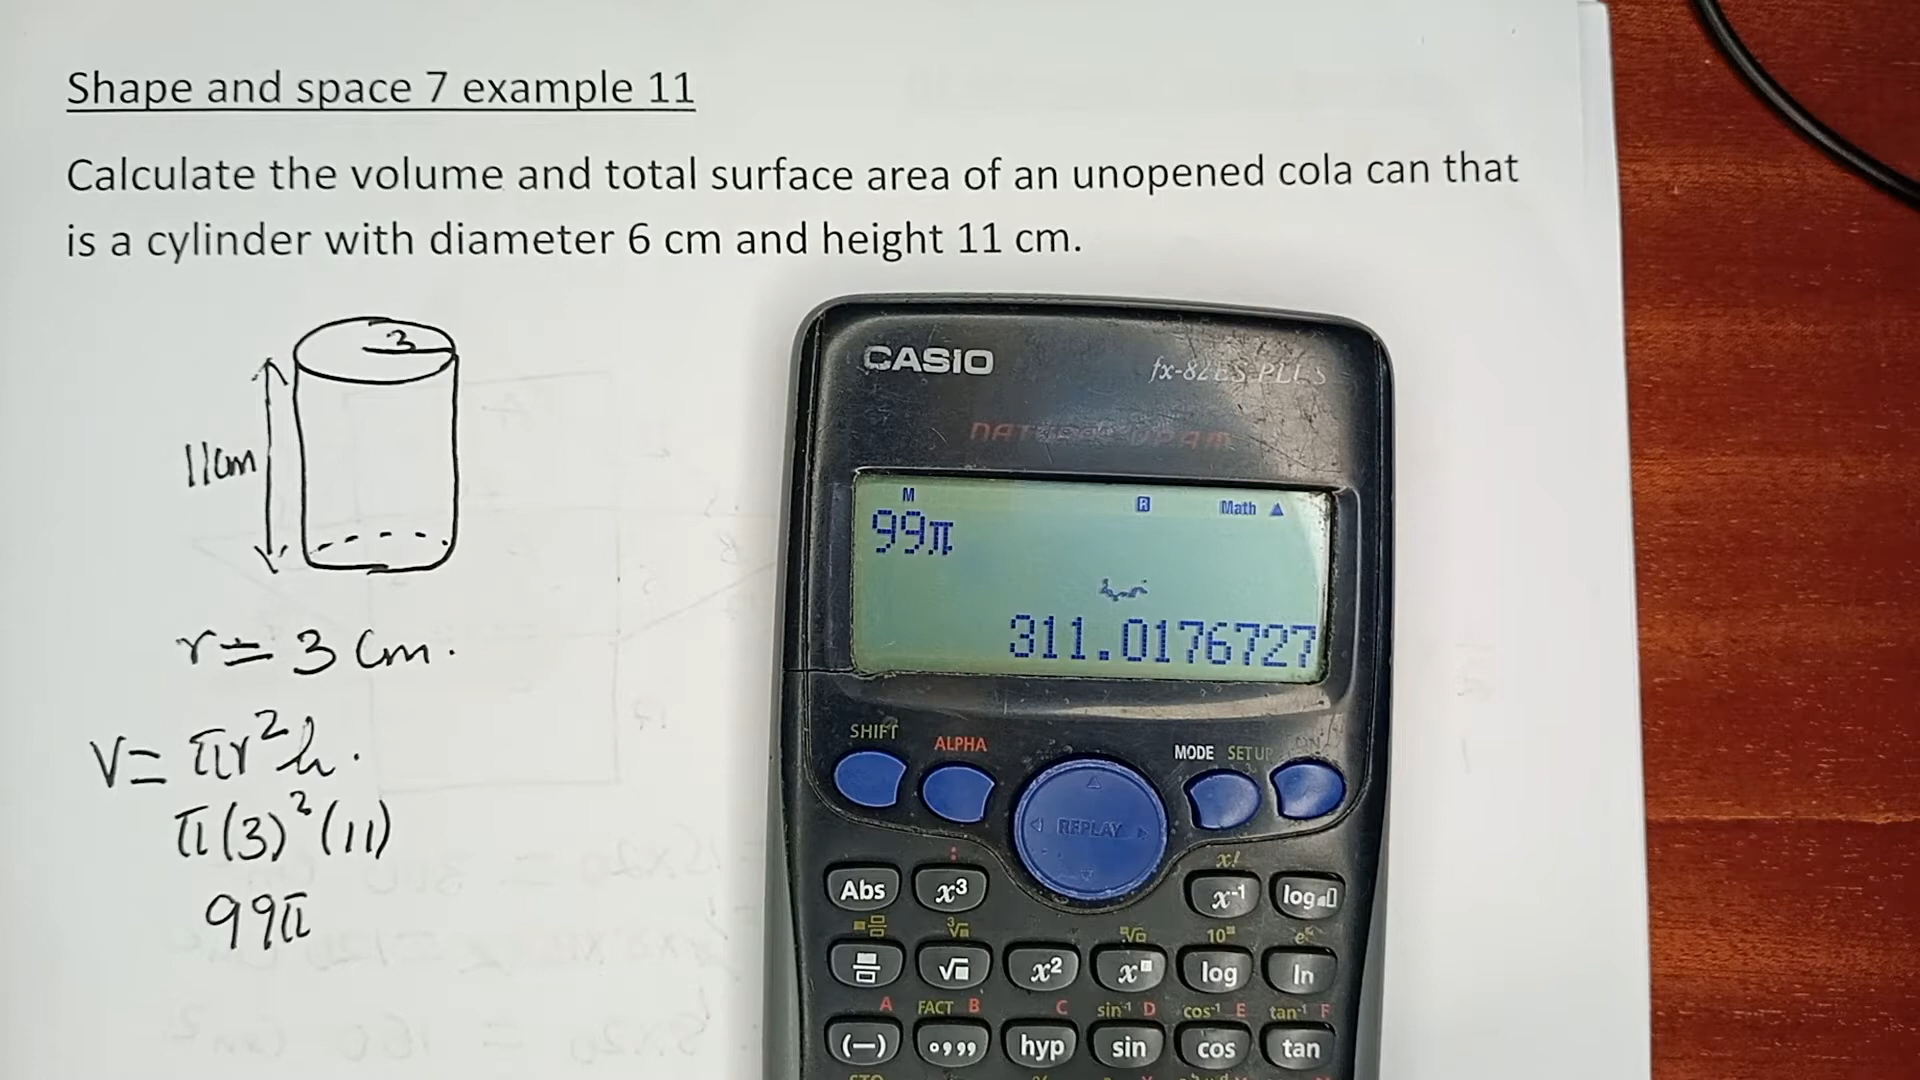 Shape and space 7 example 11
Calculate the volume and total surface area of an unopened cola can that
is a cylinder with diameter 6 cm and height 11 cm.
3
11cm
r = 3 cm.
V = πr²h.
π(3)²(11)
99π
CASIO
fx-82ES PLUS
M R Math ▲
99π
311.0176727
SHIFT ALPHA MODE SETUP ON
REPLAY
: x!
Abs x³ x⁻¹ log
³√ 10
√ x² log ln
A FACT B C sin⁻¹ D cos⁻¹ E tan⁻¹ F
(−) hyp sin cos tan